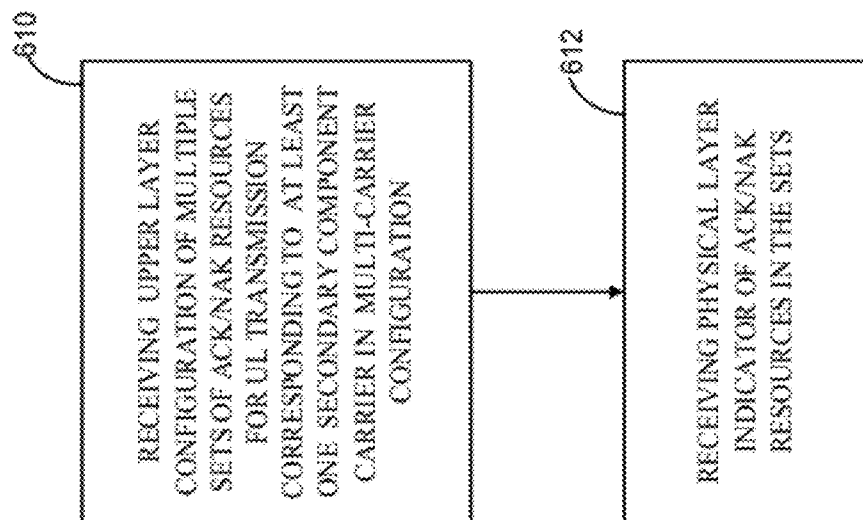 610
RECEIVING UPPER LAYER
CONFIGURATION OF MULTIPLE
SETS OF ACK/NAK RESOURCES
FOR UL TRANSMISSION
CORRESPONDING TO AT LEAST
ONE SECONDARY COMPONENT
CARRIER IN MULTI-CARRIER
CONFIGURATION
612
RECEIVING PHYSICAL LAYER
INDICATOR OF ACK/NAK
RESOURCES IN THE SETS